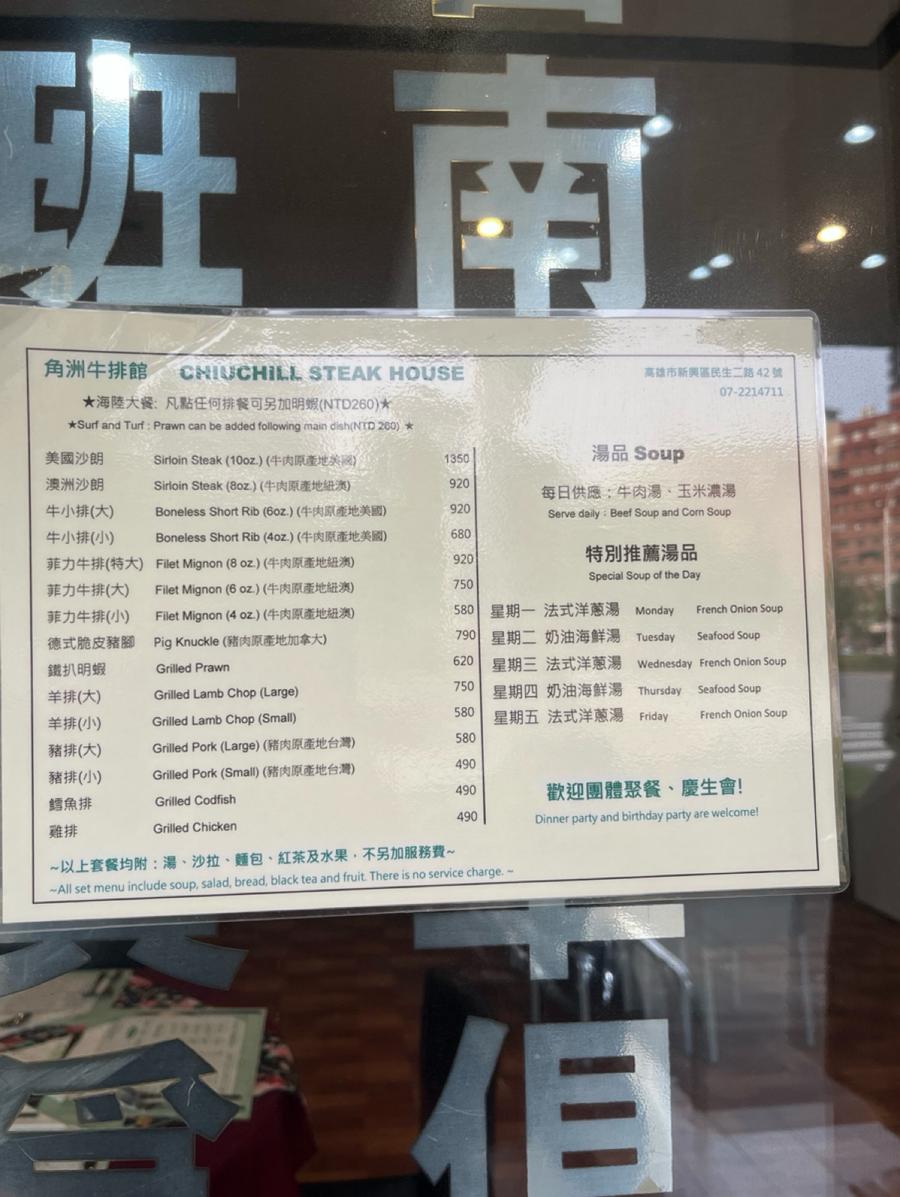 班 南
角洲牛排館 CHIUCHILL STEAK HOUSE
高雄市新興區民生二路 42 號
07-2214711
★海陸大餐: 凡點任何排餐可另加明蝦(NTD260)★
★Surf and Turf : Prawn can be added following main dish(NTD 260) ★
美國沙朗 Sirloin Steak (10oz.) (牛肉原產地美國) 1350
澳洲沙朗 Sirloin Steak (8oz.) (牛肉原產地紐澳) 920
牛小排(大) Boneless Short Rib (6oz.) (牛肉原產地美國) 920
牛小排(小) Boneless Short Rib (4oz.) (牛肉原產地美國) 680
菲力牛排(特大) Filet Mignon (8 oz.) (牛肉原產地紐澳) 920
菲力牛排(大) Filet Mignon (6 oz.) (牛肉原產地紐澳) 750
菲力牛排(小) Filet Mignon (4 oz.) (牛肉原產地紐澳) 580
德式脆皮豬腳 Pig Knuckle (豬肉原產地加拿大) 790
鐵扒明蝦 Grilled Prawn 620
羊排(大) Grilled Lamb Chop (Large) 750
羊排(小) Grilled Lamb Chop (Small) 580
豬排(大) Grilled Pork (Large) (豬肉原產地台灣) 580
豬排(小) Grilled Pork (Small) (豬肉原產地台灣) 490
鱈魚排 Grilled Codfish 490
雞排 Grilled Chicken 490
~以上套餐均附：湯、沙拉、麵包、紅茶及水果，不另加服務費~
~All set menu include soup, salad, bread, black tea and fruit. There is no service charge. ~
湯品 Soup
每日供應：牛肉湯、玉米濃湯
Serve daily：Beef Soup and Corn Soup
特別推薦湯品
Special Soup of the Day
星期一 法式洋蔥湯 Monday French Onion Soup
星期二 奶油海鮮湯 Tuesday Seafood Soup
星期三 法式洋蔥湯 Wednesday French Onion Soup
星期四 奶油海鮮湯 Thursday Seafood Soup
星期五 法式洋蔥湯 Friday French Onion Soup
歡迎團體聚餐、慶生會!
Dinner party and birthday party are welcome!